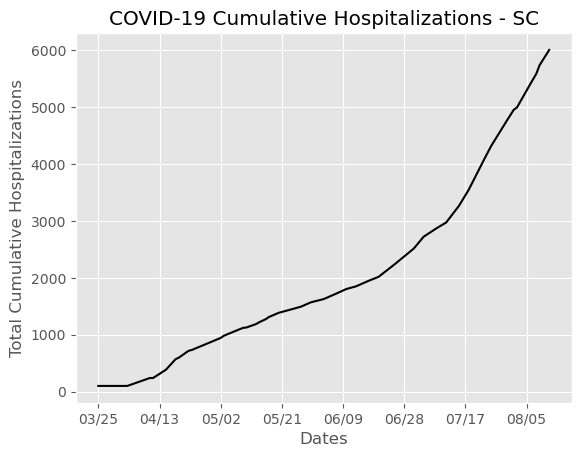 COVID-19 Cumulative Hospitalizations - SC
Total Cumulative Hospitalizations
6000
5000
4000
3000
2000
1000
0
03/25 04/13 05/02 05/21 06/09 06/28 07/17 08/05
Dates